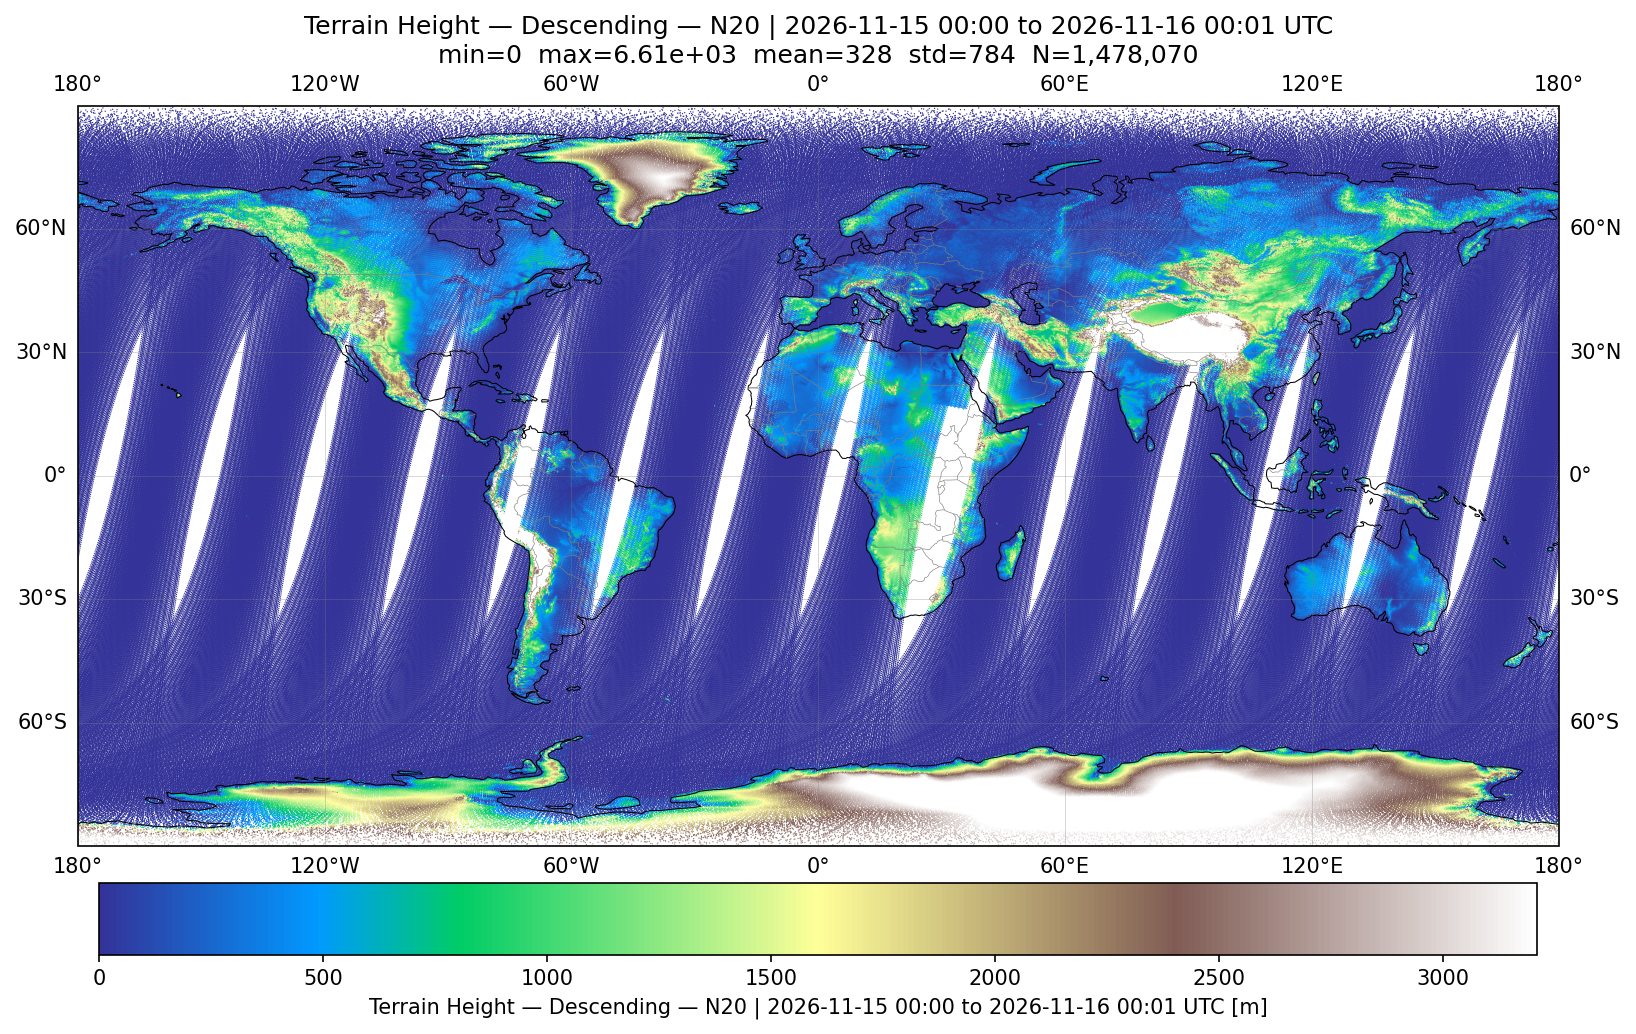 Terrain Height — Descending — N20 | 2026-11-15 00:00 to 2026-11-16 00:01 UTC
min=0 max=6.61e+03 mean=328 std=784 N=1,478,070
180° 120°W 60°W 0° 60°E 120°E 180°
60°N 60°N
30°N 30°N
0° 0°
30°S 30°S
60°S 60°S
180° 120°W 60°W 0° 60°E 120°E 180°
0 500 1000 1500 2000 2500 3000
Terrain Height — Descending — N20 | 2026-11-15 00:00 to 2026-11-16 00:01 UTC [m]